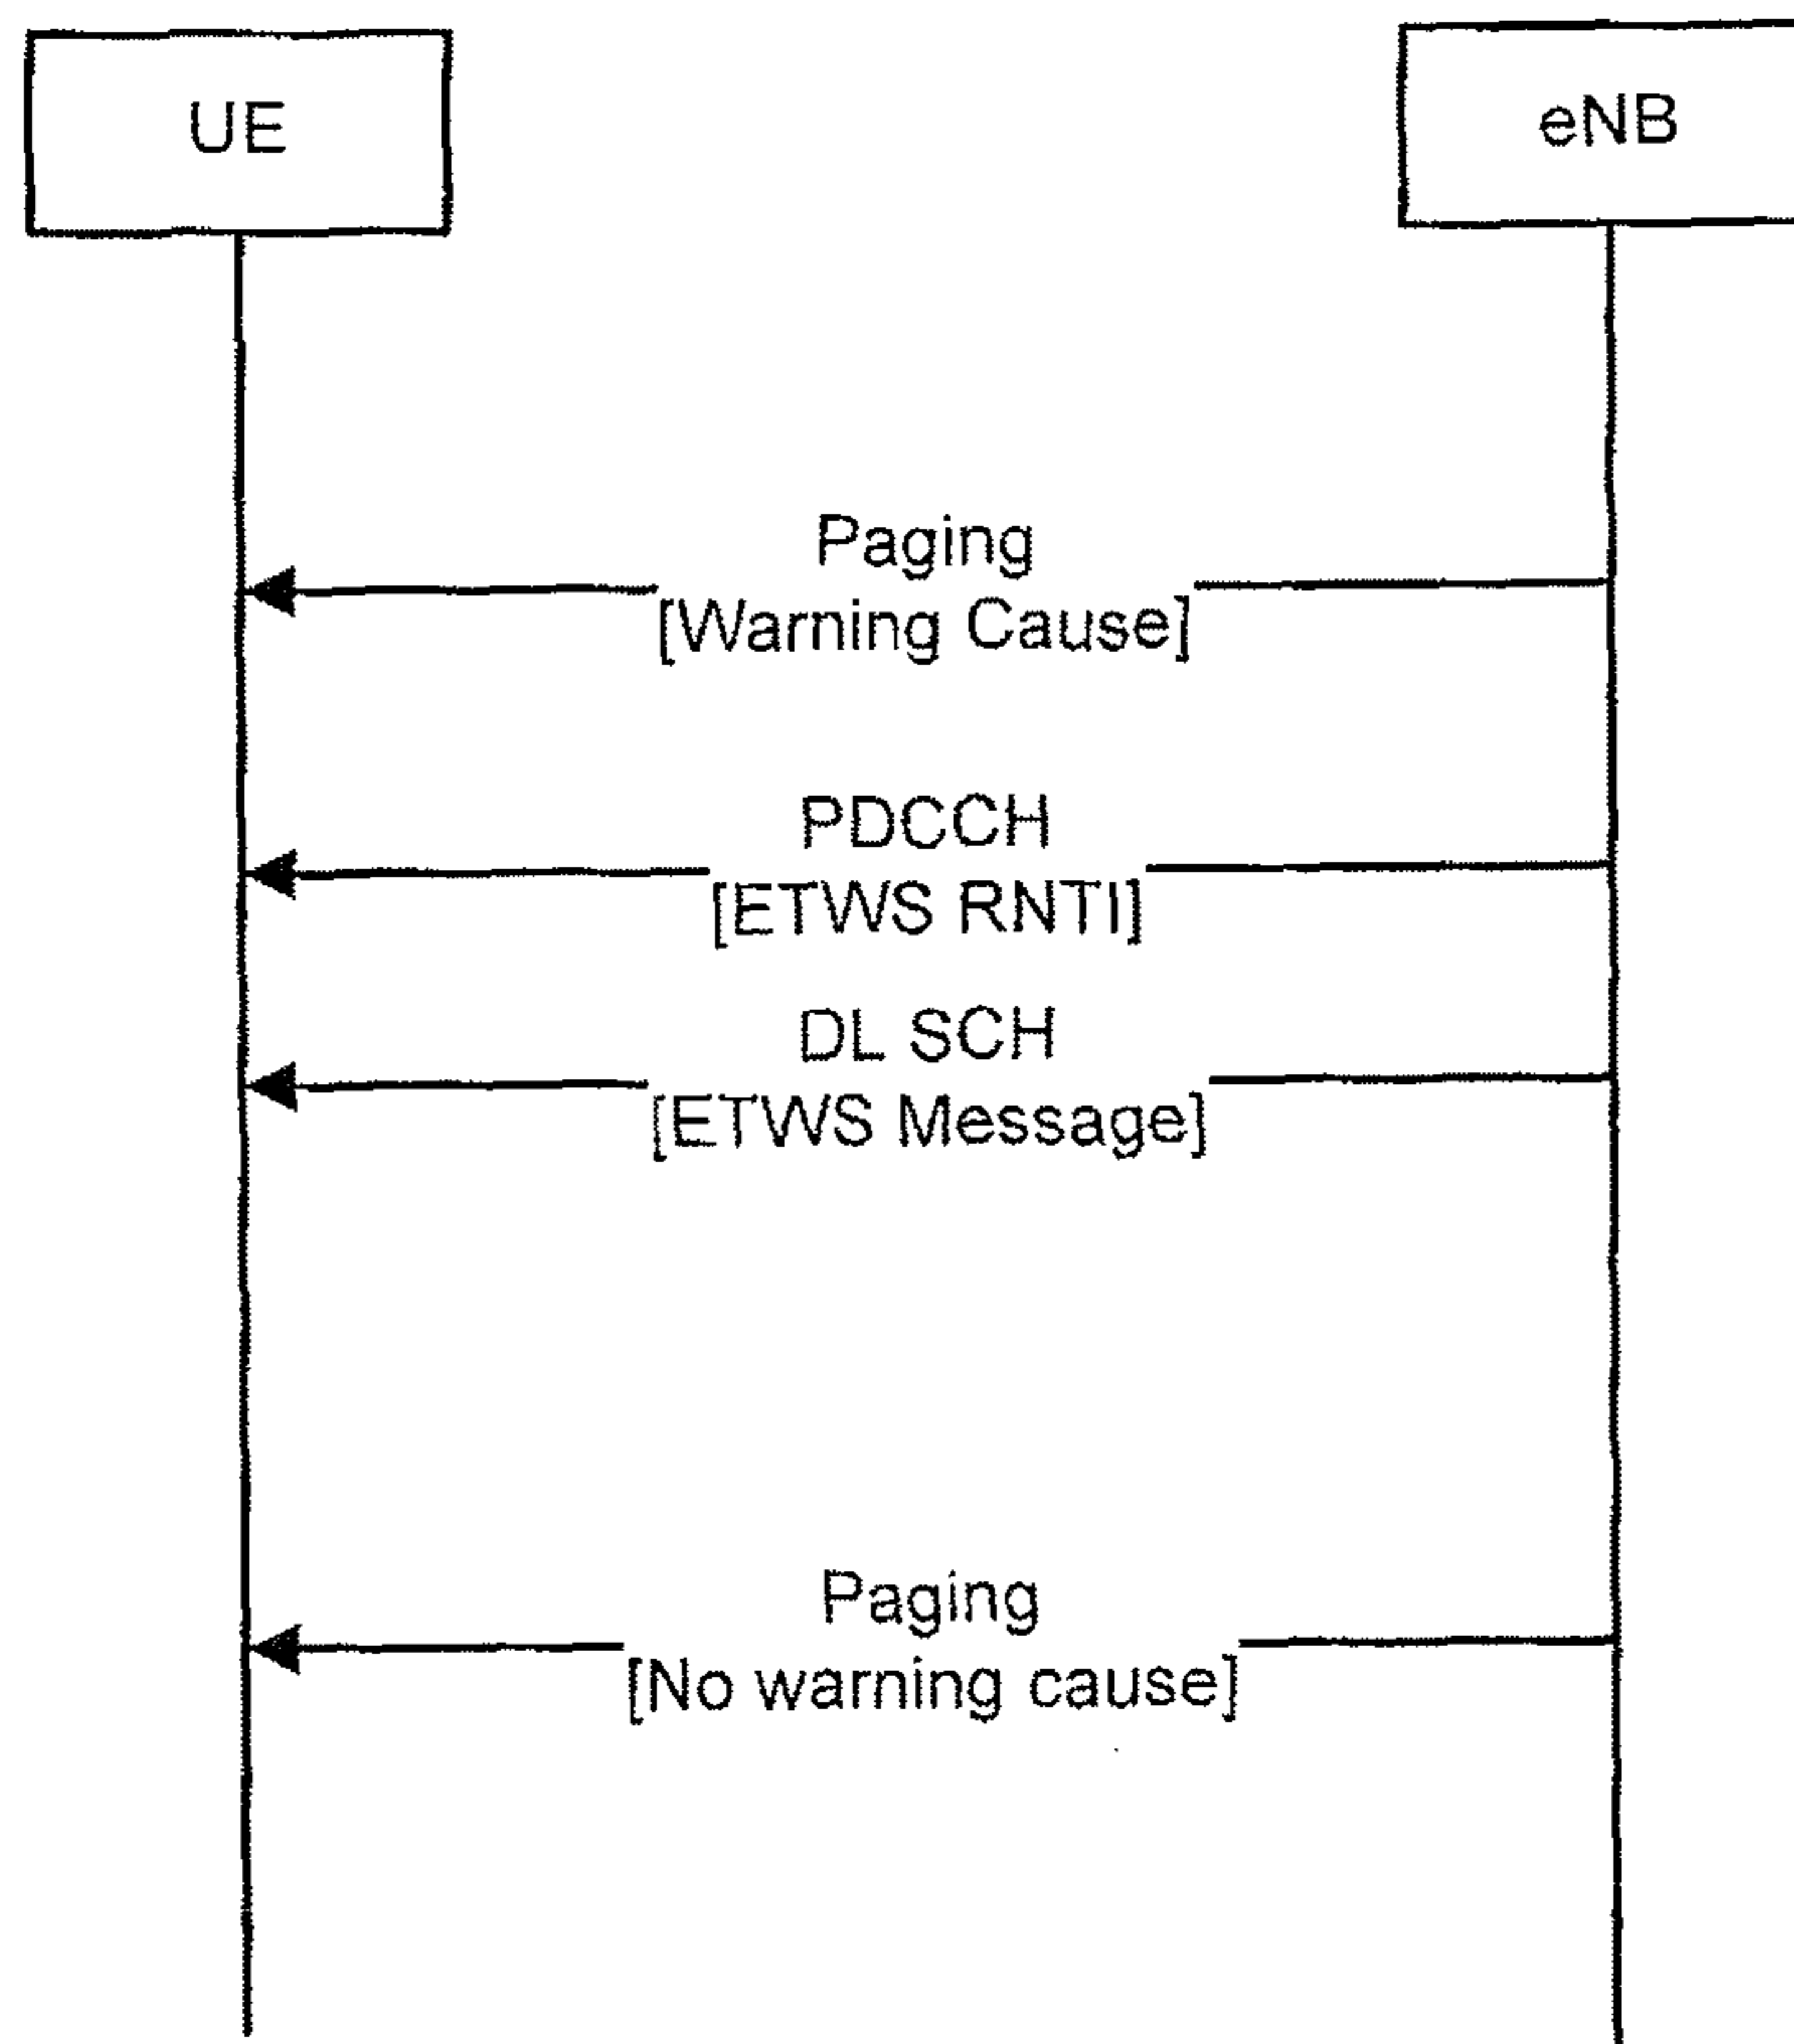 UE
eNB
Paging
[Warning Cause]
PDCCH
[ETWS RNTI]
DL SCH
[ETWS Message]
Paging
[No warning cause]